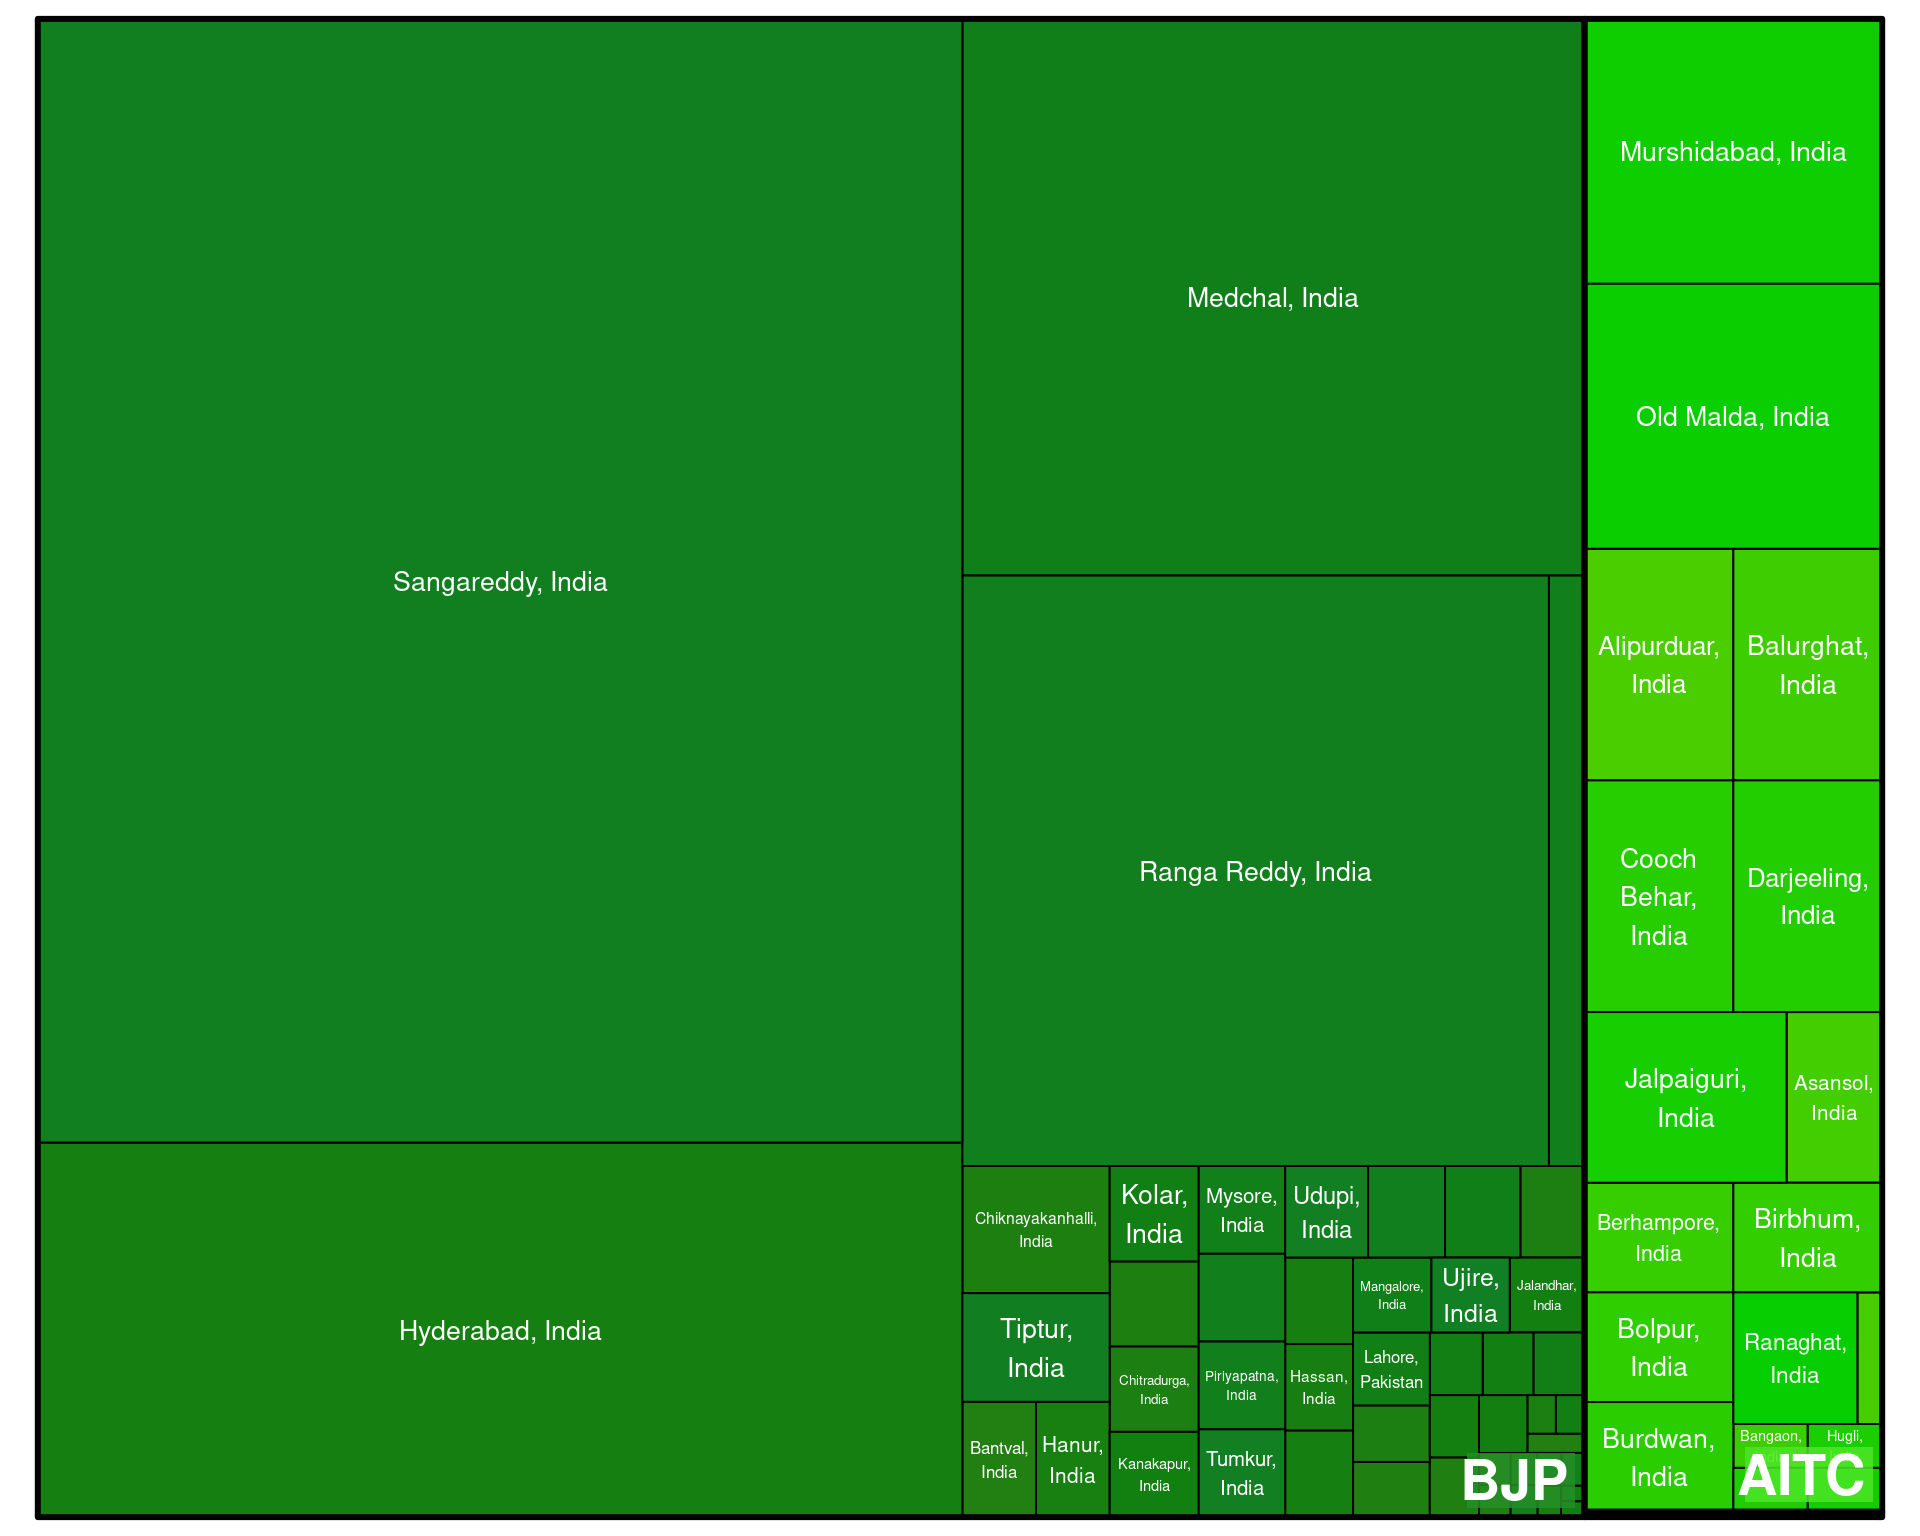 Sangareddy, India
Hyderabad, India
Medchal, India
Ranga Reddy, India
Chiknayakanhalli,
India
Tiptur,
India
Bantval,
India
Hanur,
India
Kolar,
India
Chitradurga,
India
Kanakapur,
India
Mysore,
India
Piriyapatna,
India
Tumkur,
India
Udupi,
India
Hassan,
India
Mangalore,
India
Lahore,
Pakistan
Ujire,
India
Jalandhar,
India
BJP
Murshidabad, India
Old Malda, India
Alipurduar,
India
Balurghat,
India
Cooch
Behar,
India
Darjeeling,
India
Jalpaiguri,
India
Asansol,
India
Berhampore,
India
Birbhum,
India
Bolpur,
India
Ranaghat,
India
Burdwan,
India
Bangaon,
Hugli,
AITC